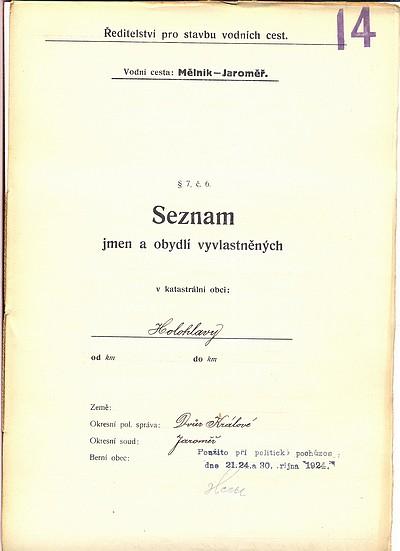 14
Ředitelství pro stavbu vodních cest.
Vodní cesta: Mělník—Jaroměř.
§ 7. č. 6.
Seznam
jmen a obydlí vyvlastněných
v katastrální obci:
Holohlavy
od km do km
Země:
Okresní pol. správa: Dvůr Králové
Okresní soud: Jaroměř
Berní obec:
Použito při politické pochůzce
dne 21.24.a 30. října 1924.